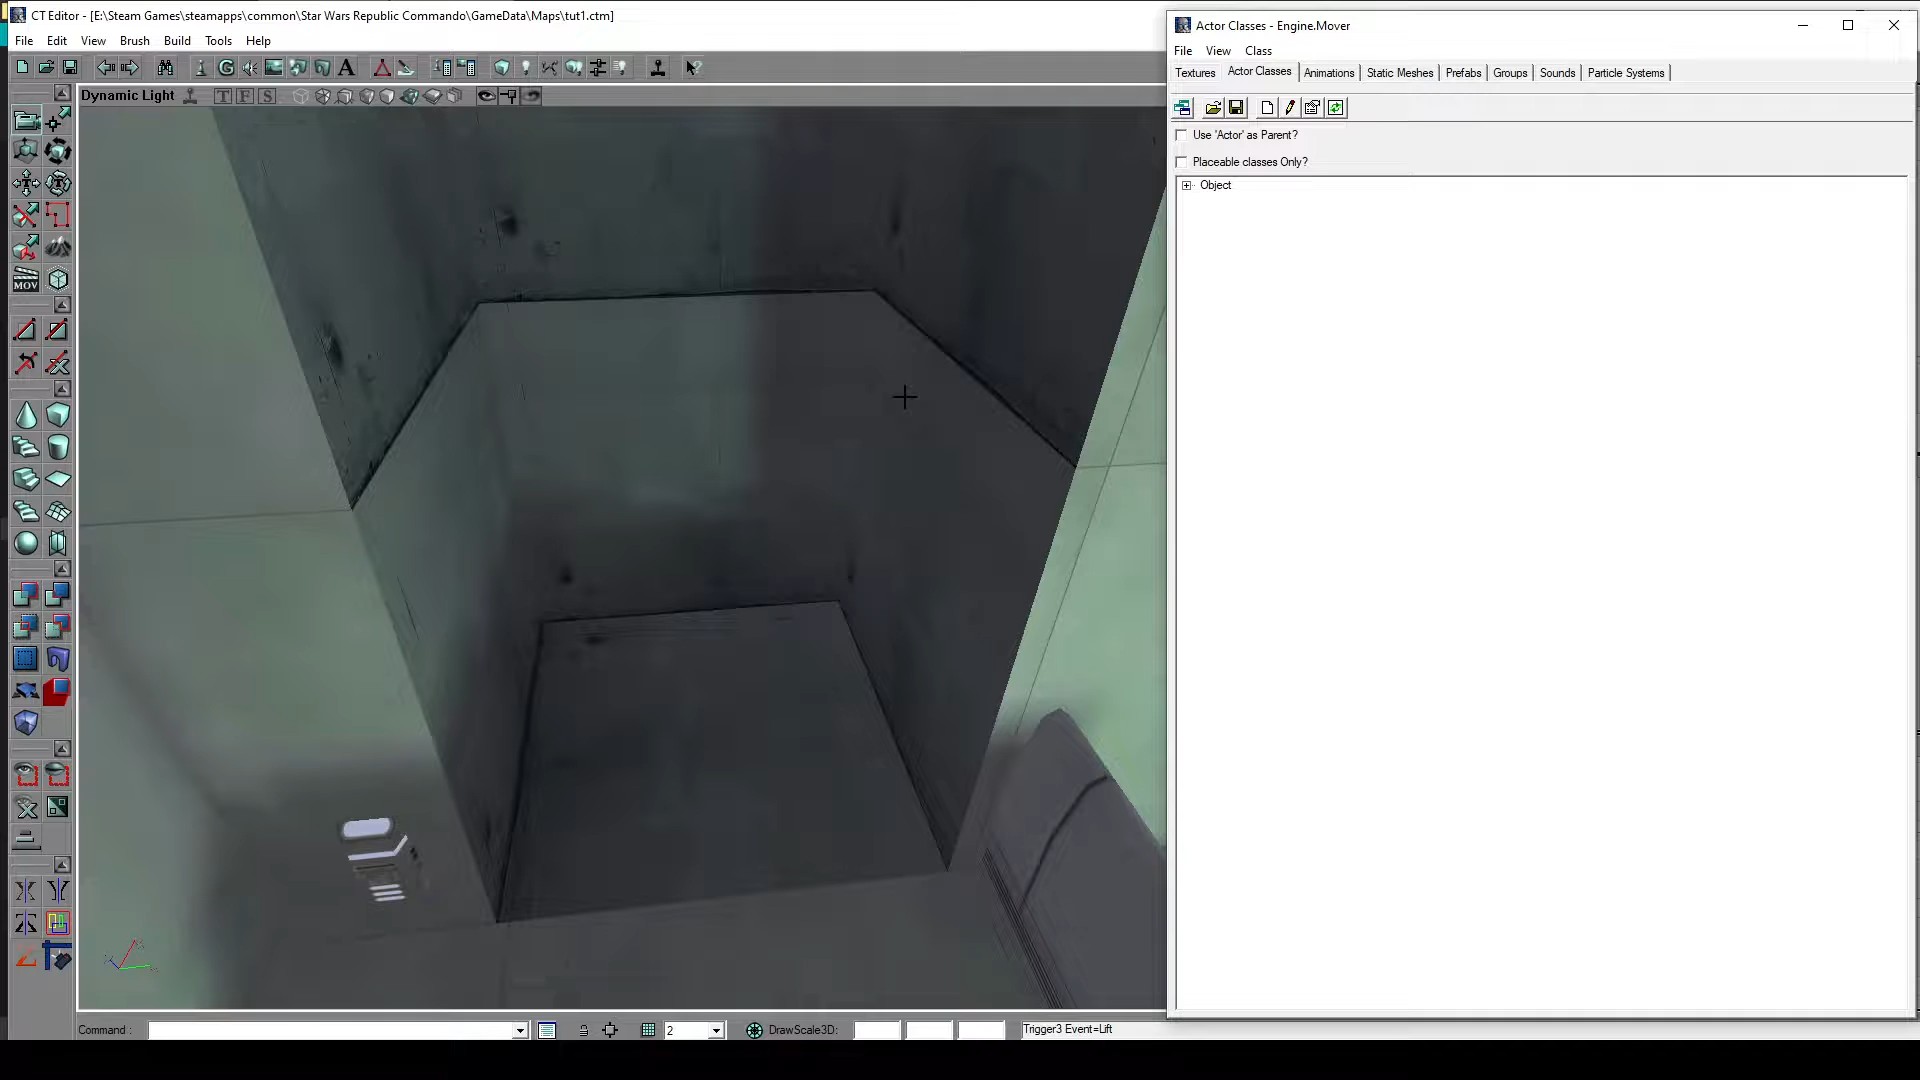 CT Editor - [E:\Steam Games\steamapps\common\Star Wars Republic Commando\GameData\Maps\tut1.ctm]
File Edit View Brush Build Tools Help
Dynamic Light
T F S
MOV
Command :
2
DrawScale3D:
Trigger3 Event=Lift
Actor Classes - Engine.Mover
File View Class
Textures Actor Classes Animations Static Meshes Prefabs Groups Sounds Particle Systems
Use 'Actor' as Parent?
Placeable classes Only?
Object